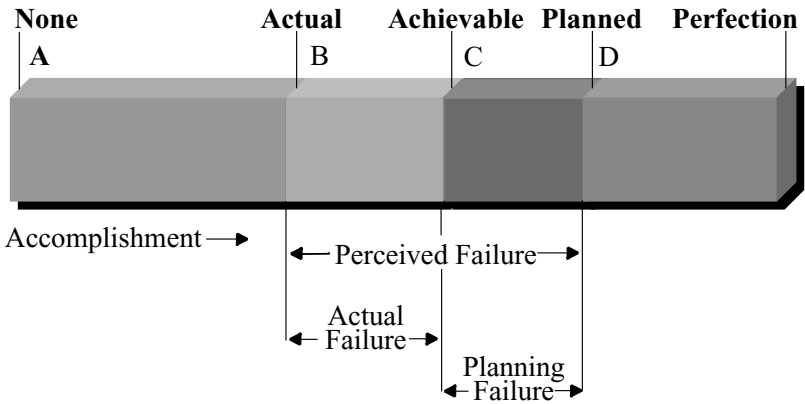 None Actual Achievable Planned Perfection
A B C D
Accomplishment
Perceived Failure
Actual
Failure
Planning
Failure